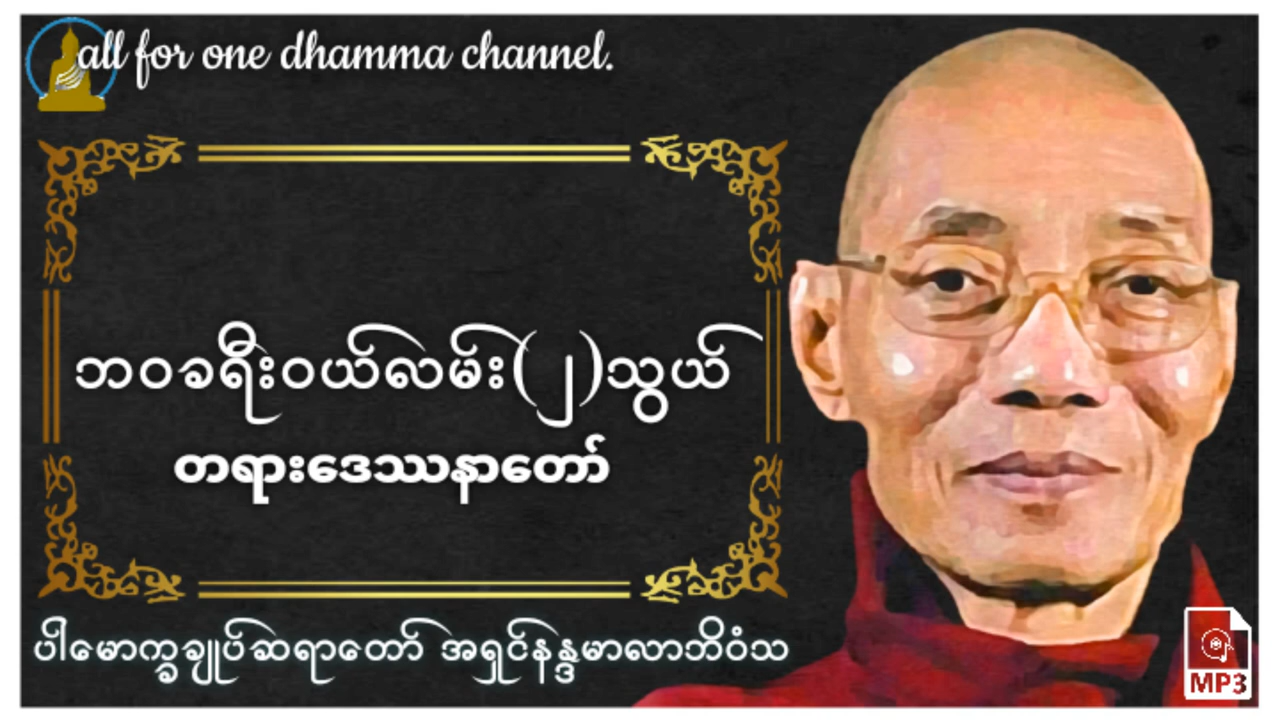 all for one dhamma channel.
ဘဝခရီးဝယ်လမ်း(၂)သွယ်
တရားဒေဿနာတော်
ပါမောက္ခချုပ်ဆရာတော် အရှင်နန္ဒမာလာဘိဝံသ
MP3